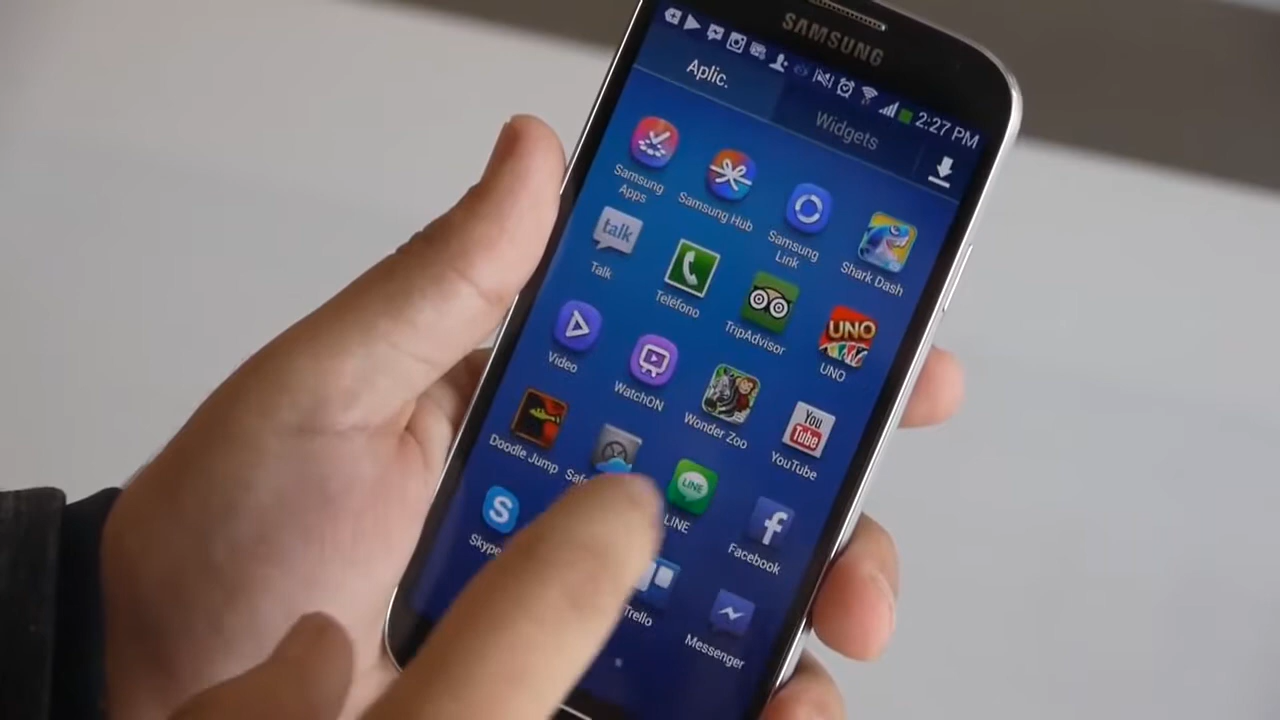 SAMSUNG
2:27 PM
Aplic.
Widgets
Samsung
Apps
Samsung Hub
Samsung
Link
Shark Dash
talk
Talk
Teléfono
TripAdvisor
UNO
UNO
Video
WatchON
Wonder Zoo
You
Tube
YouTube
Doodle Jump
LINE
LINE
f
Facebook
S
Skype
Trello
Messenger